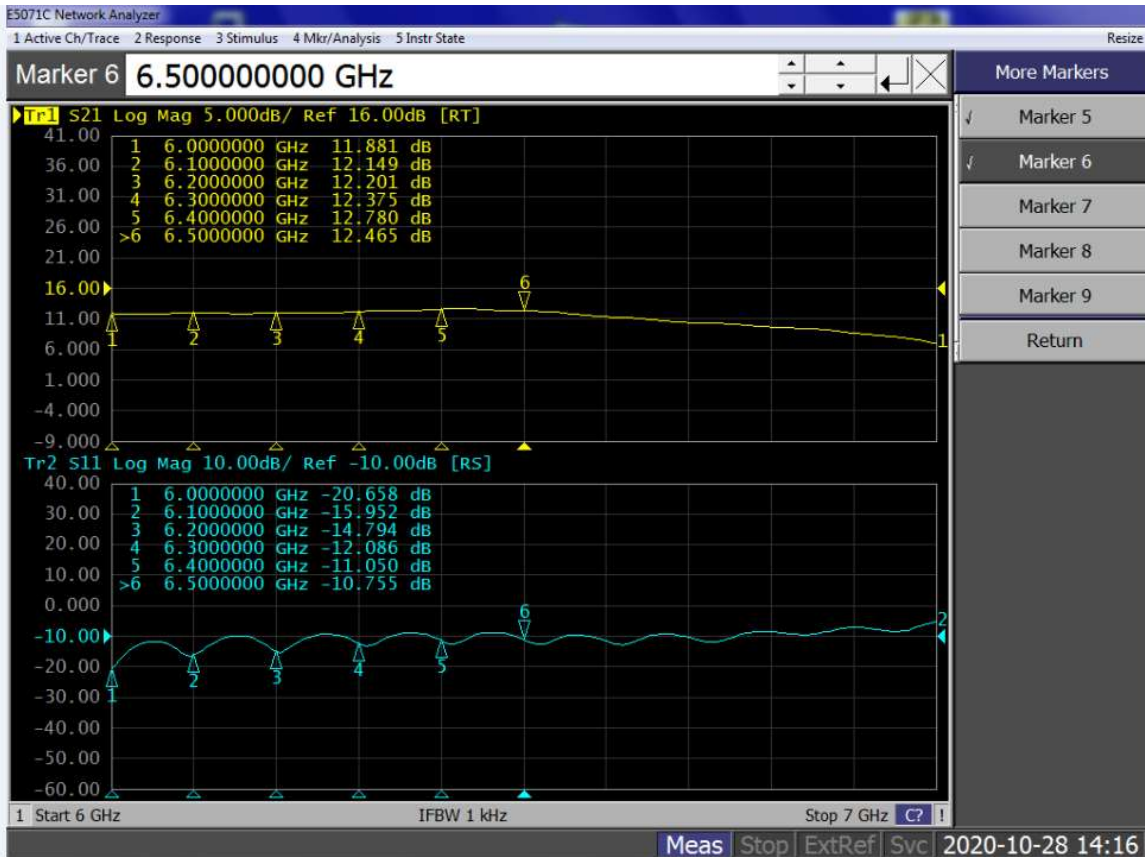 E5071C Network Analyzer
1 Active Ch/Trace 2 Response 3 Stimulus 4 Mkr/Analysis 5 Instr State Resize
Marker 6 6.500000000 GHz
More Markers
Marker 5
Marker 6
Marker 7
Marker 8
Marker 9
Return
Tr1 S21 Log Mag 5.000dB/ Ref 16.00dB [RT]
41.00
36.00
31.00
26.00
21.00
16.00
11.00
6.000
1.000
-4.000
-9.000
1 6.0000000 GHz 11.881 dB
2 6.1000000 GHz 12.149 dB
3 6.2000000 GHz 12.201 dB
4 6.3000000 GHz 12.375 dB
5 6.4000000 GHz 12.780 dB
>6 6.5000000 GHz 12.465 dB
6
1 2 3 4 5 1
Tr2 S11 Log Mag 10.00dB/ Ref -10.00dB [RS]
40.00
30.00
20.00
10.00
0.000
-10.00
-20.00
-30.00
-40.00
-50.00
-60.00
1 6.0000000 GHz -20.658 dB
2 6.1000000 GHz -15.952 dB
3 6.2000000 GHz -14.794 dB
4 6.3000000 GHz -12.086 dB
5 6.4000000 GHz -11.050 dB
>6 6.5000000 GHz -10.755 dB
6 2
1 2 3 4 5
1 Start 6 GHz IFBW 1 kHz Stop 7 GHz C? !
Meas Stop ExtRef Svc 2020-10-28 14:16